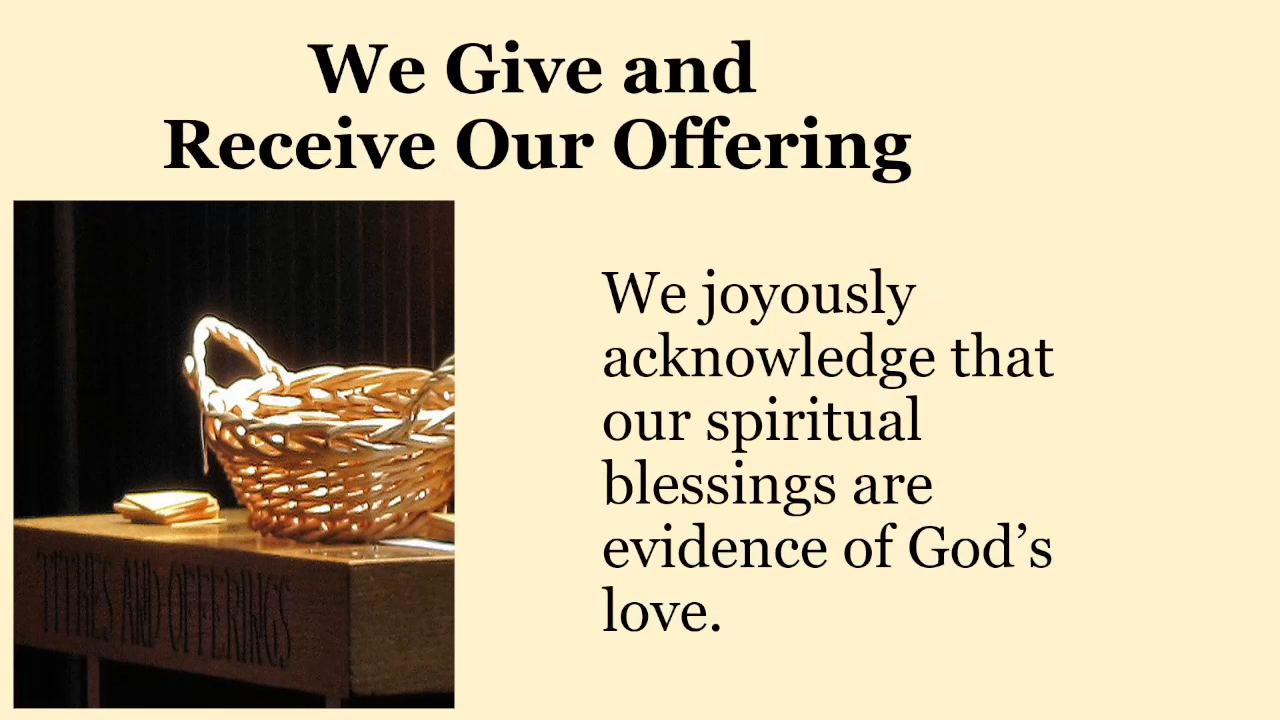 We Give and
Receive Our Offering
We joyously
acknowledge that
our spiritual
blessings are
evidence of God’s
love.
TITHES AND OFFERINGS